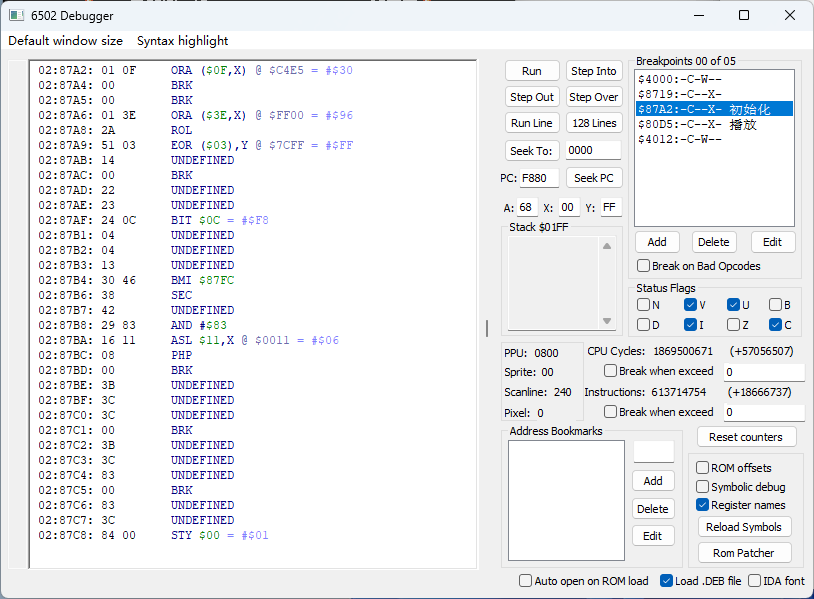 6502 Debugger
Default window size Syntax highlight
02:87A2: 01 0F ORA ($0F,X) @ $C4E5 = #$30
02:87A4: 00 BRK
02:87A5: 00 BRK
02:87A6: 01 3E ORA ($3E,X) @ $FF00 = #$96
02:87A8: 2A ROL
02:87A9: 51 03 EOR ($03),Y @ $7CFF = #$FF
02:87AB: 14 UNDEFINED
02:87AC: 00 BRK
02:87AD: 22 UNDEFINED
02:87AE: 23 UNDEFINED
02:87AF: 24 0C BIT $0C = #$F8
02:87B1: 04 UNDEFINED
02:87B2: 04 UNDEFINED
02:87B3: 13 UNDEFINED
02:87B4: 30 46 BMI $87FC
02:87B6: 38 SEC
02:87B7: 42 UNDEFINED
02:87B8: 29 83 AND #$83
02:87BA: 16 11 ASL $11,X @ $0011 = #$06
02:87BC: 08 PHP
02:87BD: 00 BRK
02:87BE: 3B UNDEFINED
02:87BF: 3C UNDEFINED
02:87C0: 3C UNDEFINED
02:87C1: 00 BRK
02:87C2: 3B UNDEFINED
02:87C3: 3C UNDEFINED
02:87C4: 83 UNDEFINED
02:87C5: 00 BRK
02:87C6: 83 UNDEFINED
02:87C7: 3C UNDEFINED
02:87C8: 84 00 STY $00 = #$01
Run Step Into
Step Out Step Over
Run Line 128 Lines
Seek To: 0000
PC: F880 Seek PC
A: 68 X: 00 Y: FF
Stack $01FF
Breakpoints 00 of 05
$4000:-C-W--
$8719:-C--X-
$87A2:-C--X- 初始化
$80D5:-C--X- 播放
$4012:-C-W--
Add Delete Edit
Break on Bad Opcodes
Status Flags
N V U B
D I Z C
PPU: 0800
Sprite: 00
Scanline: 240
Pixel: 0
CPU Cycles: 1869500671 (+57056507)
Break when exceed 0
Instructions: 613714754 (+18666737)
Break when exceed 0
Address Bookmarks
Add
Delete
Edit
Reset counters
ROM offsets
Symbolic debug
Register names
Reload Symbols
Rom Patcher
Auto open on ROM load Load .DEB file IDA font